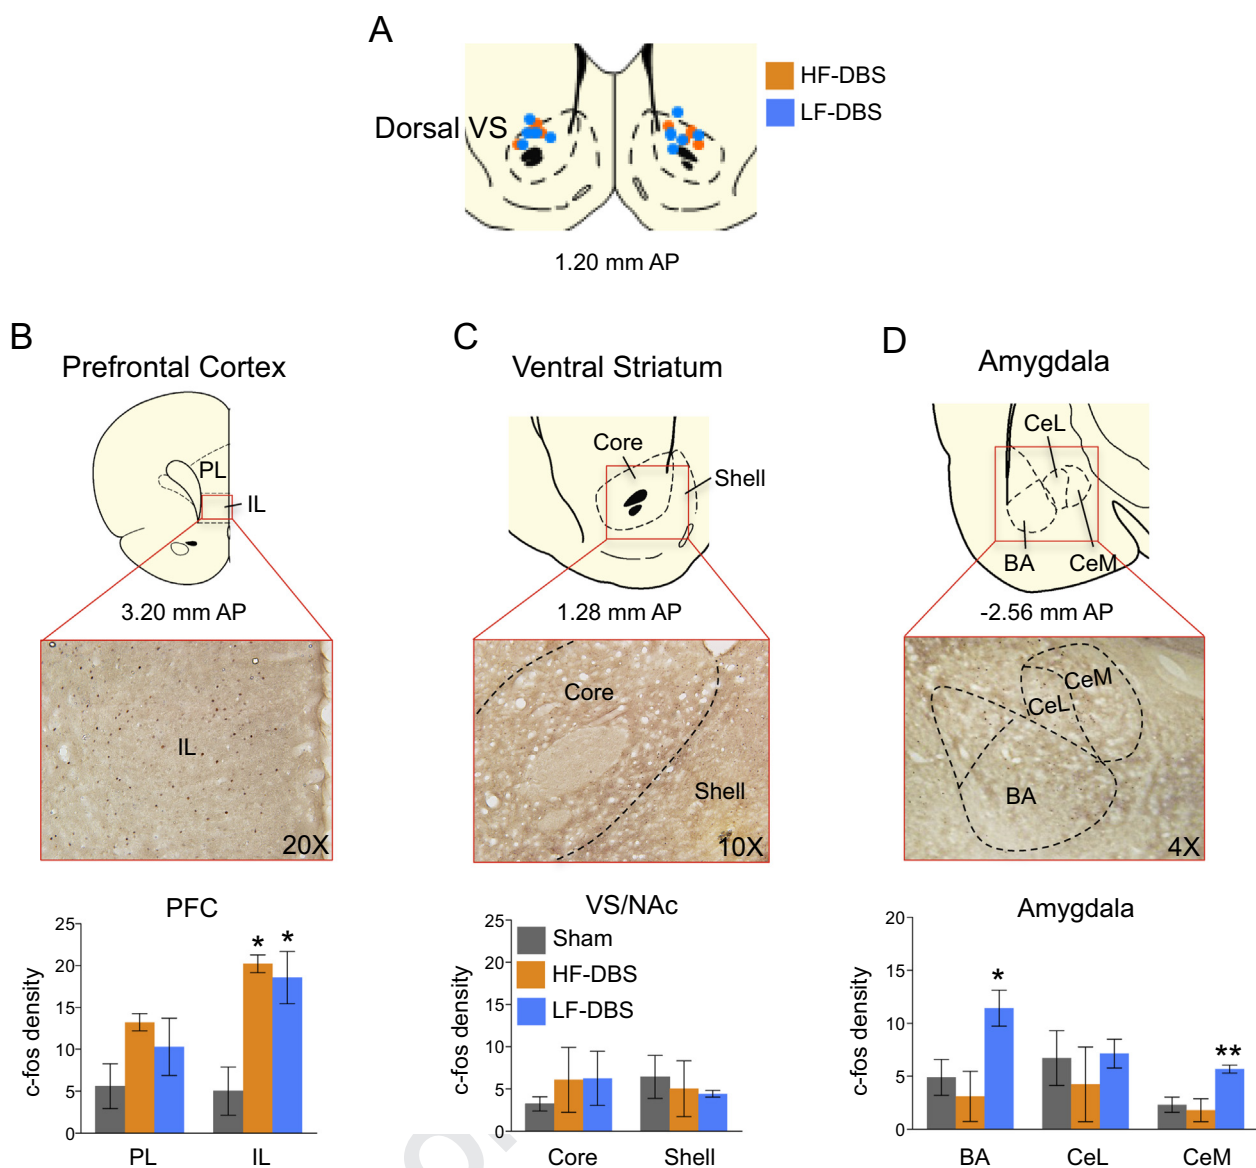 A
HF-DBS
LF-DBS
Dorsal VS
1.20 mm AP
B
Prefrontal Cortex
PL
IL
3.20 mm AP
IL
20X
PFC
c-fos density
25
20
15
10
5
0
* *
PL IL
C
Ventral Striatum
Core
Shell
1.28 mm AP
Core
Shell
10X
VS/NAc
c-fos density
25
20
15
10
5
0
Sham
HF-DBS
LF-DBS
Core Shell
D
Amygdala
CeL
BA CeM
-2.56 mm AP
CeM
CeL
BA
4X
Amygdala
c-fos density
20
15
10
5
0
*
**
BA CeL CeM